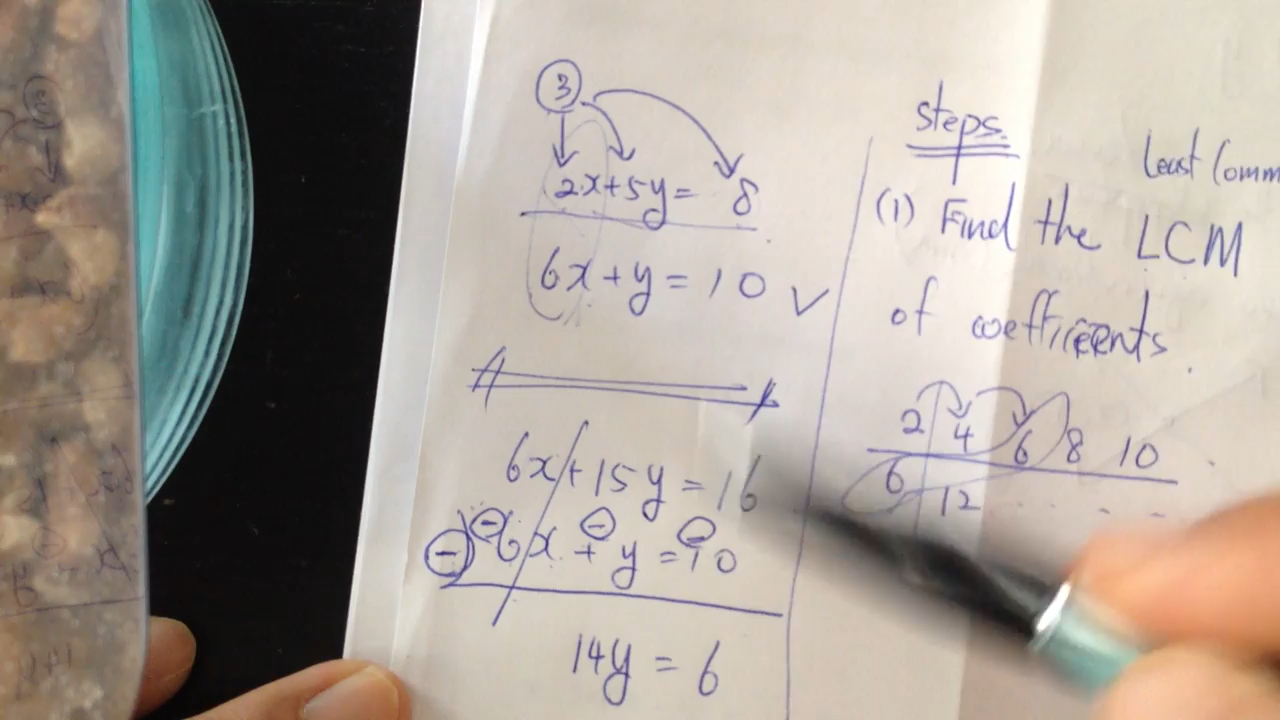 3
2x+5y= 8
6x+y=10
6x+15y=16
- -6x + y =10
14y = 6
steps.
Least Comm
(1) Find the LCM
of coefficients.
2 4 6 8 10
6 12